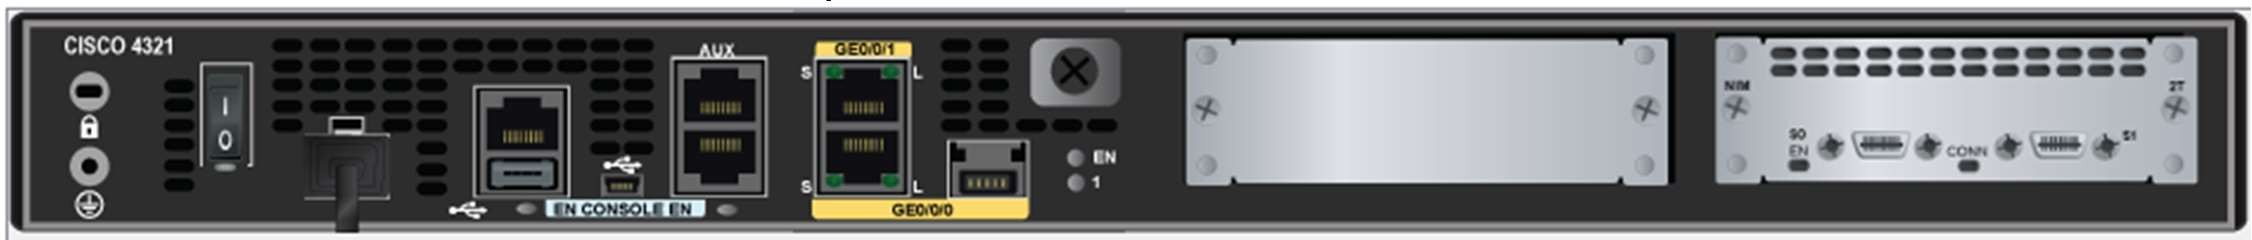 CISCO 4321
I
O
AUX
GE0/0/1
S L
S L
EN
1
EN CONSOLE EN
GE0/0/0
NIM
2T
S0
EN
CONN
S1